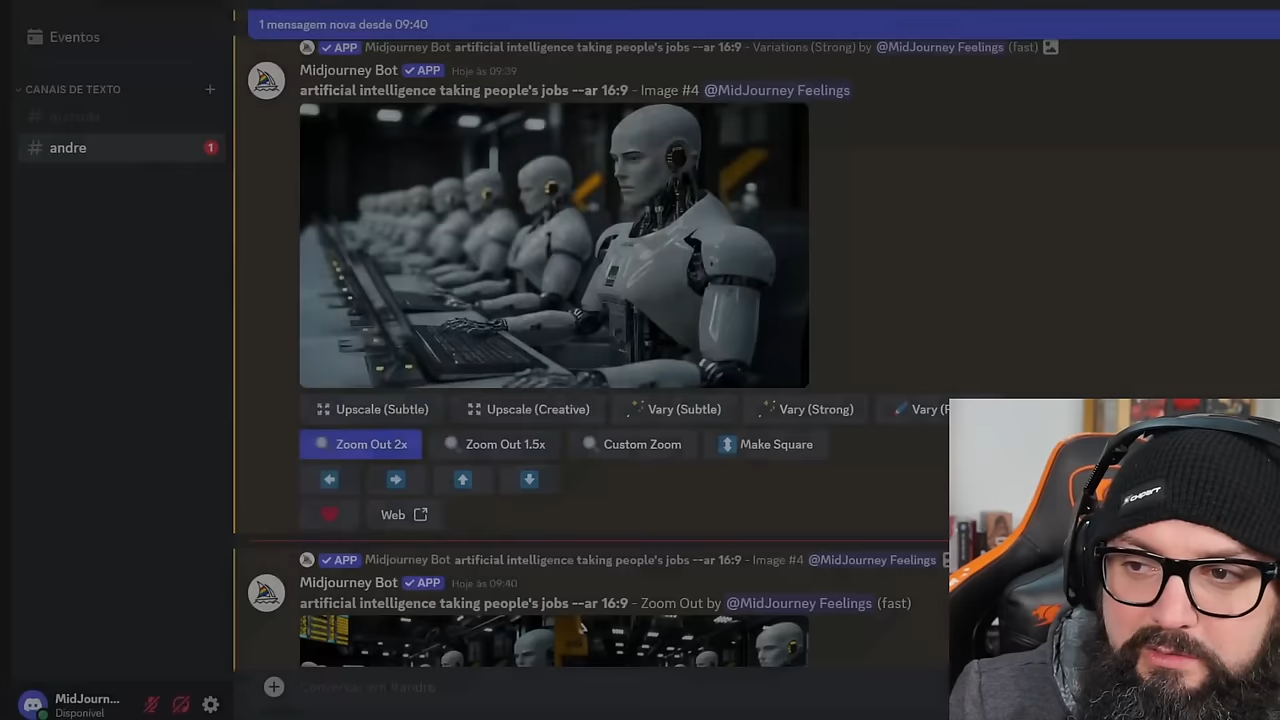 1 mensagem nova desde 09:40
Eventos
APP Midjourney Bot artificial intelligence taking people's jobs --ar 16:9 - Variations (Strong) by @MidJourney Feelings (fast)
Midjourney Bot APP Hoje às 09:39
CANAIS DE TEXTO
artificial intelligence taking people's jobs --ar 16:9 - Image #4 @MidJourney Feelings
andre 1
Upscale (Subtle) Upscale (Creative) Vary (Subtle) Vary (Strong) Vary (
Zoom Out 2x Zoom Out 1.5x Custom Zoom Make Square
Web
APP Midjourney Bot artificial intelligence taking people's jobs --ar 16:9 - Image #4 @MidJourney Feelings
Midjourney Bot APP Hoje às 09:40
artificial intelligence taking people's jobs --ar 16:9 - Zoom Out by @MidJourney Feelings (fast)
Conversar em #andre
MidJourn...
Disponível